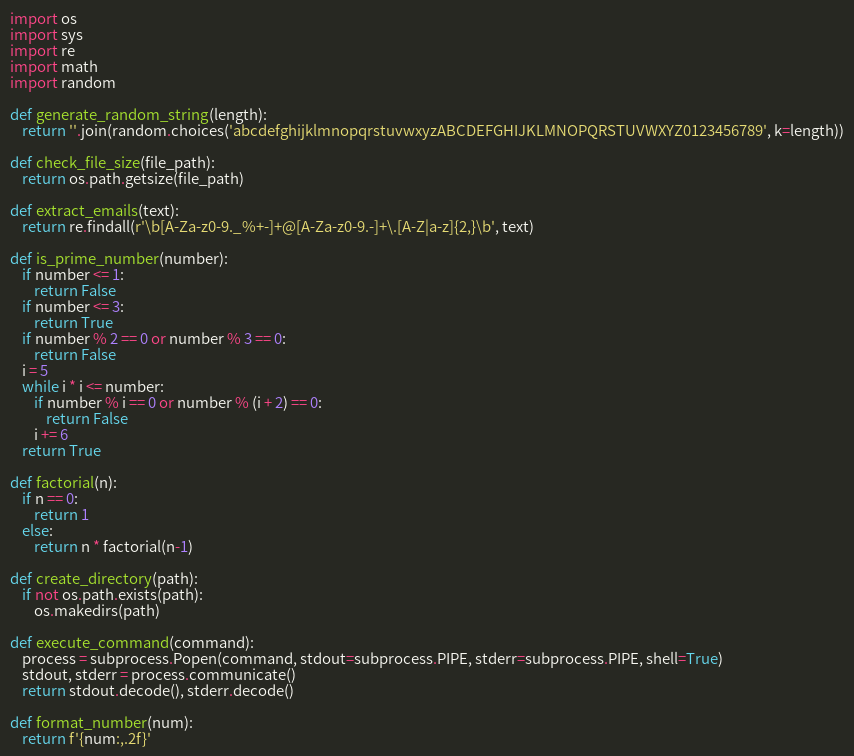 import os
import sys
import re
import math
import random

def generate_random_string(length):
    return ''.join(random.choices('abcdefghijklmnopqrstuvwxyzABCDEFGHIJKLMNOPQRSTUVWXYZ0123456789', k=length))

def check_file_size(file_path):
    return os.path.getsize(file_path)

def extract_emails(text):
    return re.findall(r'\b[A-Za-z0-9._%+-]+@[A-Za-z0-9.-]+\.[A-Z|a-z]{2,}\b', text)

def is_prime_number(number):
    if number <= 1:
        return False
    if number <= 3:
        return True
    if number % 2 == 0 or number % 3 == 0:
        return False
    i = 5
    while i * i <= number:
        if number % i == 0 or number % (i + 2) == 0:
            return False
        i += 6
    return True

def factorial(n):
    if n == 0:
        return 1
    else:
        return n * factorial(n-1)

def create_directory(path):
    if not os.path.exists(path):
        os.makedirs(path)

def execute_command(command):
    process = subprocess.Popen(command, stdout=subprocess.PIPE, stderr=subprocess.PIPE, shell=True)
    stdout, stderr = process.communicate()
    return stdout.decode(), stderr.decode()

def format_number(num):
    return f'{num:,.2f}'